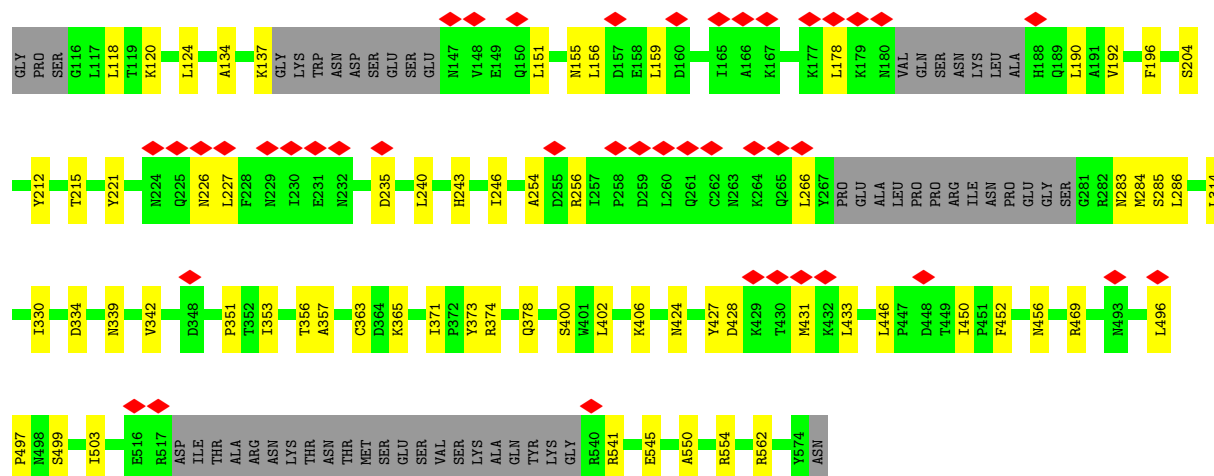 GLY PRO SER G116 L117 L118 T119 K120 L124 A134 K137 GLY LYS TRP ASN ASP SER GLU SER GLU N147 V148 E149 Q150 L151 N155 L156 D157 E158 L159 D160 I165 A166 K167 K177 L178 K179 N180 VAL GLN SER ASN LYS LEU ALA H188 Q189 L190 A191 V192 F196 S204
Y212 T215 Y221 N224 Q225 N226 L227 F228 N229 I230 E231 N232 D235 L240 H243 I246 A254 D255 R256 I257 P258 D259 L260 Q261 C262 N263 K264 Q265 L266 Y267 PRO GLU ALA LEU PRO PRO ARG ILE ASN PRO GLU GLY SER G281 R282 N283 M284 S285 L286 L314
I330 D334 N339 V342 D348 P351 T352 I353 T356 A357 C363 D364 K365 I371 P372 Y373 R374 Q378 S400 W401 L402 K406 N424 Y427 D428 K429 T430 M431 K432 L433 L446 P447 D448 T449 I450 P451 F452 N456 R469 N493 L496
P497 N498 S499 I503 E516 R517 ASP ILE THR ALA ARG ASN LYS THR ASN THR MET SER GLU SER VAL SER LYS ALA GLN TYR LYS GLY R540 R541 E545 A550 R554 R562 Y574 ASN